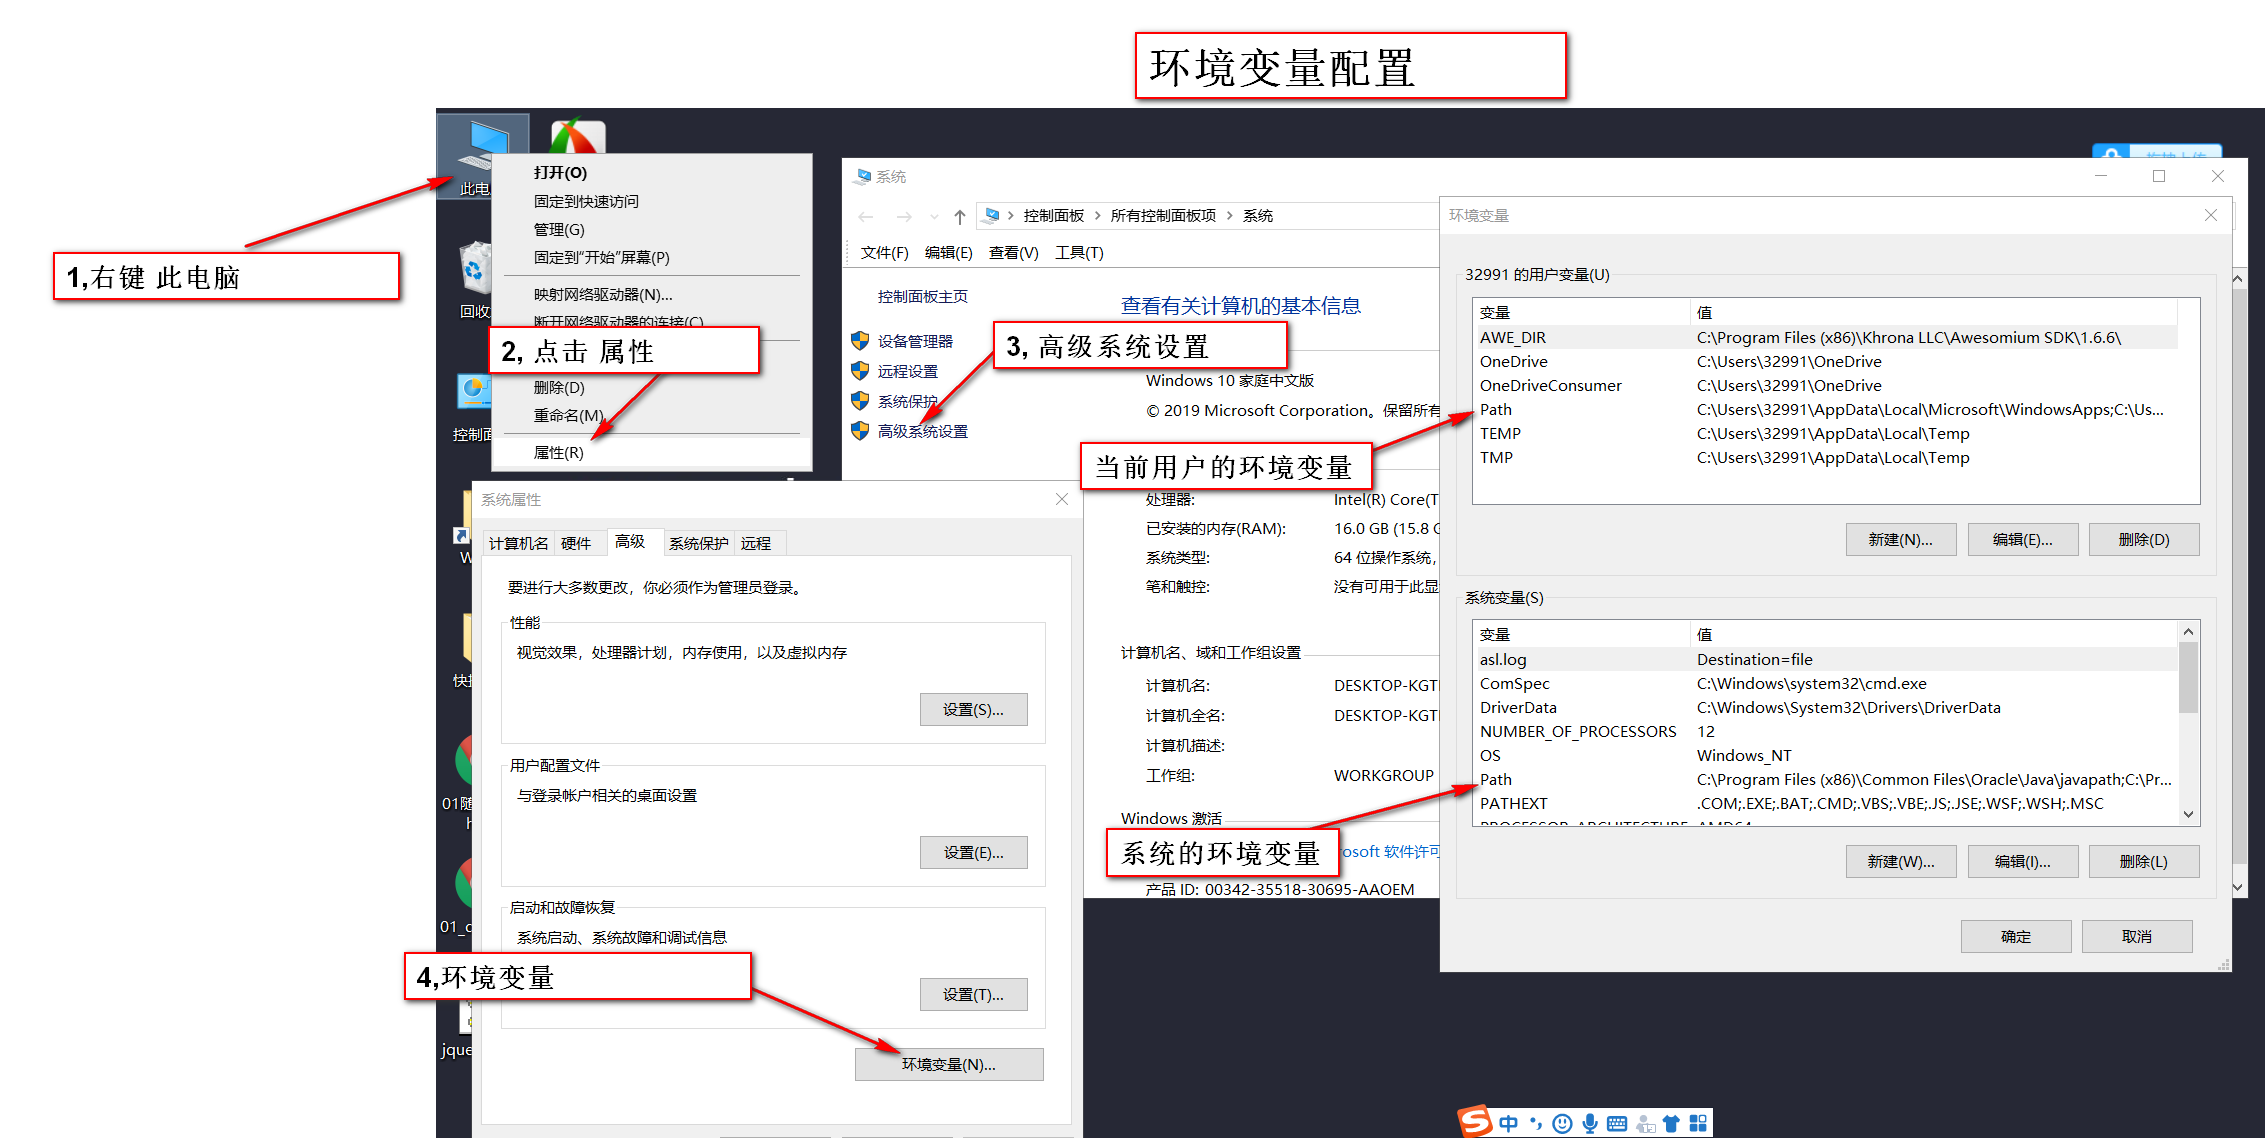 环境变量配置
此电
1,右键 此电脑
回收
控制面
打开(O)
固定到快速访问
管理(G)
固定到“开始”屏幕(P)
映射网络驱动器(N)...
断开网络驱动器的连接(C)
2, 点击 属性
删除(D)
重命名(M)
属性(R)
系统
控制面板 > 所有控制面板项 > 系统
文件(F) 编辑(E) 查看(V) 工具(T)
控制面板主页
设备管理器
远程设置
系统保护
高级系统设置
查看有关计算机的基本信息
3, 高级系统设置
Windows 10 家庭中文版
© 2019 Microsoft Corporation。保留所有
当前用户的环境变量
处理器: Intel(R) Core(T
已安装的内存(RAM): 16.0 GB (15.8 G
系统类型: 64 位操作系统,
笔和触控: 没有可用于此显
计算机名、域和工作组设置
计算机名: DESKTOP-KGT
计算机全名: DESKTOP-KGT
计算机描述:
工作组: WORKGROUP
Windows 激活
系统的环境变量
rosoft 软件许可
产品 ID: 00342-35518-30695-AAOEM
系统属性
计算机名 硬件 高级 系统保护 远程
要进行大多数更改，你必须作为管理员登录。
性能
视觉效果，处理器计划，内存使用，以及虚拟内存
设置(S)...
用户配置文件
与登录帐户相关的桌面设置
设置(E)...
启动和故障恢复
系统启动、系统故障和调试信息
4,环境变量
设置(T)...
环境变量(N)...
W
快
01随
h
01_c
jque
环境变量
32991 的用户变量(U)
变量 值
AWE_DIR C:\Program Files (x86)\Khrona LLC\Awesomium SDK\1.6.6\
OneDrive C:\Users\32991\OneDrive
OneDriveConsumer C:\Users\32991\OneDrive
Path C:\Users\32991\AppData\Local\Microsoft\WindowsApps;C:\Us...
TEMP C:\Users\32991\AppData\Local\Temp
TMP C:\Users\32991\AppData\Local\Temp
新建(N)... 编辑(E)... 删除(D)
系统变量(S)
变量 值
asl.log Destination=file
ComSpec C:\Windows\system32\cmd.exe
DriverData C:\Windows\System32\Drivers\DriverData
NUMBER_OF_PROCESSORS 12
OS Windows_NT
Path C:\Program Files (x86)\Common Files\Oracle\Java\javapath;C:\Pr...
PATHEXT .COM;.EXE;.BAT;.CMD;.VBS;.VBE;.JS;.JSE;.WSF;.WSH;.MSC
PROCESSOR_ARCHITECTURE AMD64
新建(W)... 编辑(I)... 删除(L)
确定 取消
中